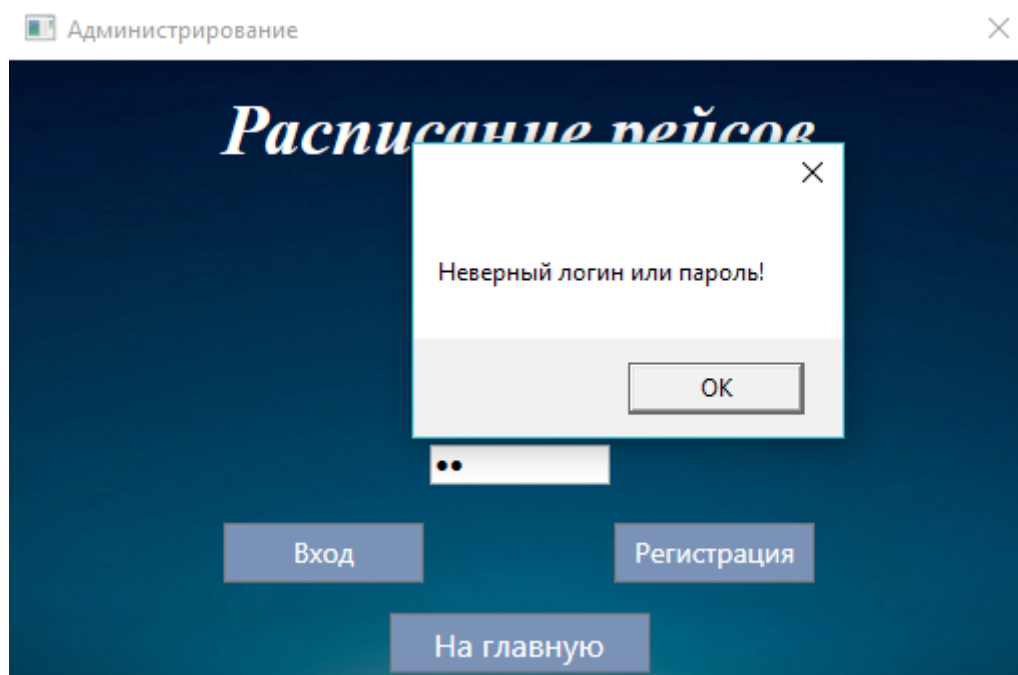 Администрирование
Расписание рейсов
Неверный логин или пароль!
OK
Вход
Регистрация
На главную